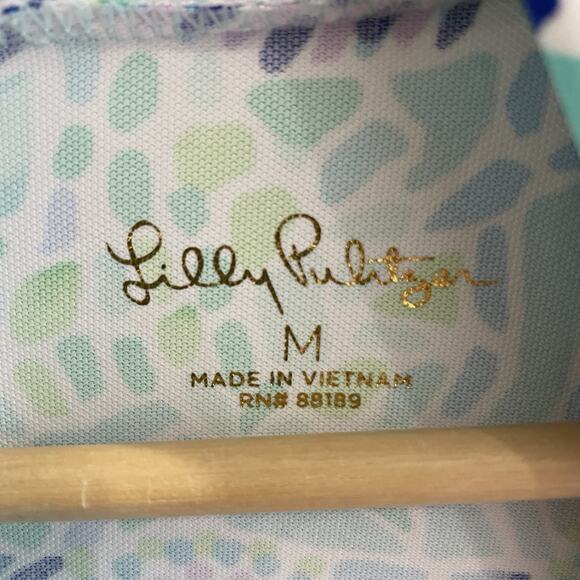 Lilly Pulitzer
M
MADE IN VIETNAM
RN# 88189